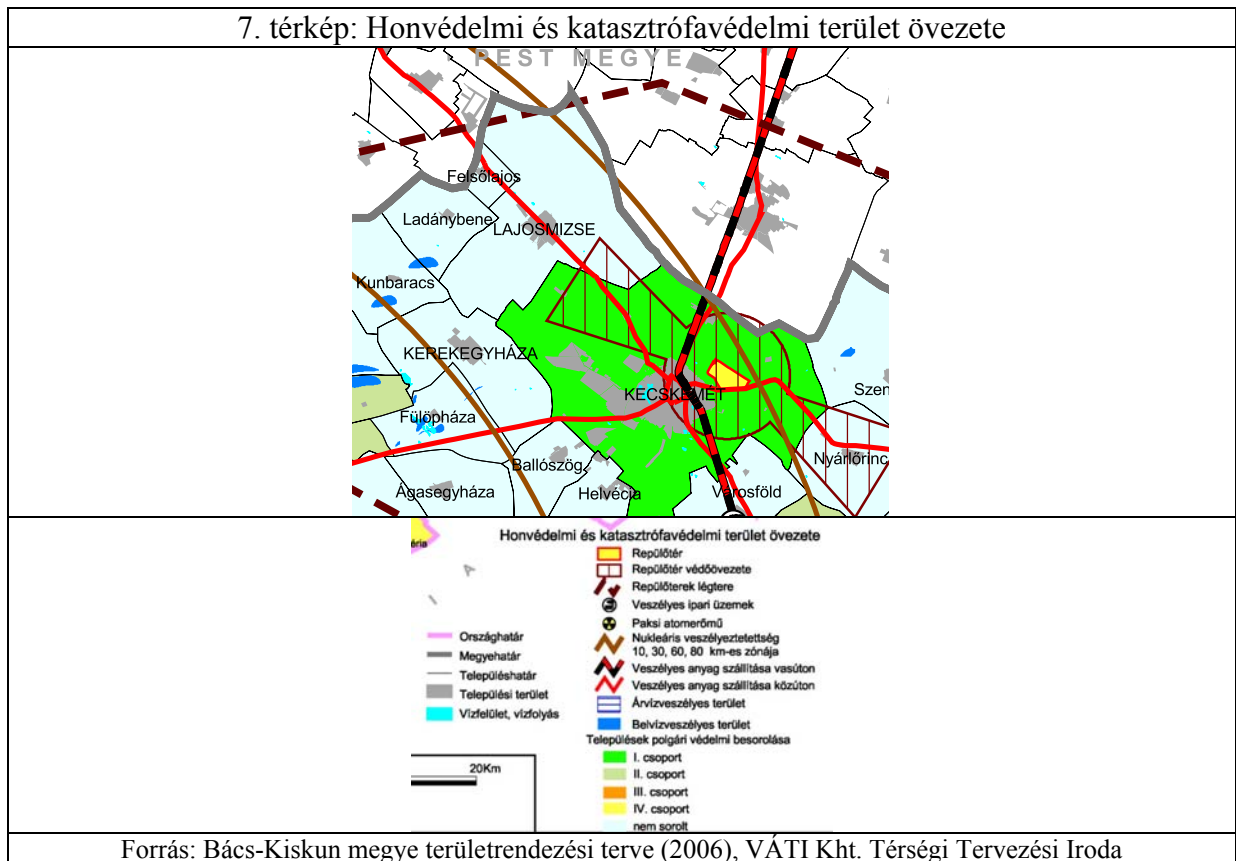 7. térkép: Honvédelmi és katasztrófavédelmi terület övezete
PEST MEGYE
Felsőlajos
Ladánybene
LAJOSMIZSE
Kunbaracs
KEREKEGYHÁZA
Szen
KECSKEMÉT
Fülöpháza
Nyárlőrinc
Ballószög
Ágasegyháza
Helvécia
Városföld
Honvédelmi és katasztrófavédelmi terület övezete
éria
Repülőtér
Repülőtér védőövezete
A
Repülőterek légtere
Veszélyes ipari üzemek
Paksi atomerőmű
Országhatár
Nukleáris veszélyeztetettség
10, 30, 60, 80 km-es zónája
Megyehatár
Veszélyes anyag szállítása vasúton
Településhatár
Veszélyes anyag szállítása közúton
Települési terület
Árvízveszélyes terület
Vízfelület, vízfolyás
Belvízveszélyes terület
Települések polgári védelmi besorolása
I. csoport
20Km
II. csoport
III. csoport
IV. csoport
nem sorolt
Forrás: Bács-Kiskun megye területrendezési terve (2006), VÁTI Kht. Térségi Tervezési Iroda